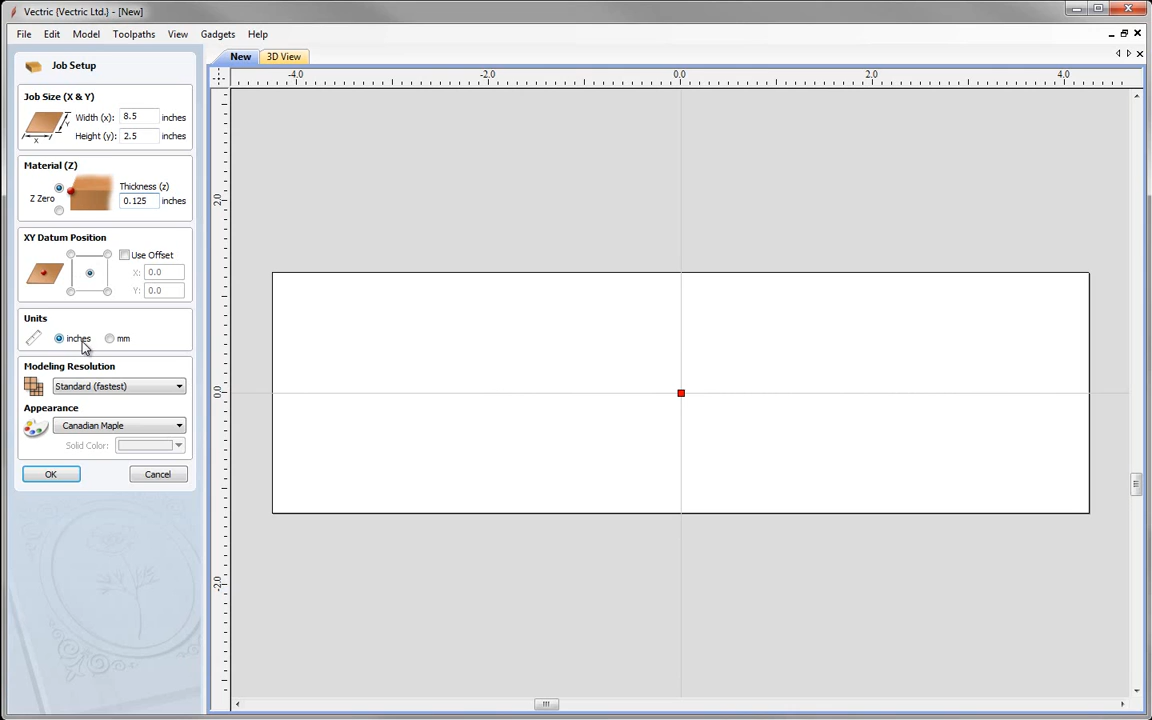 Vectric {Vectric Ltd.} - [New]
File Edit Model Toolpaths View Gadgets Help
Job Setup
New 3D View
-4.0 -2.0 0.0 2.0 4.0
Job Size (X & Y)
Width (x): 8.5 inches
Height (y): 2.5 inches
Y
X
Material (Z)
Thickness (z)
Z Zero 0.125 inches
2.0
XY Datum Position
Use Offset
X: 0.0
Y: 0.0
Units
inches mm
Modeling Resolution
Standard (fastest)
0.0
Appearance
Canadian Maple
Solid Color:
OK Cancel
-2.0